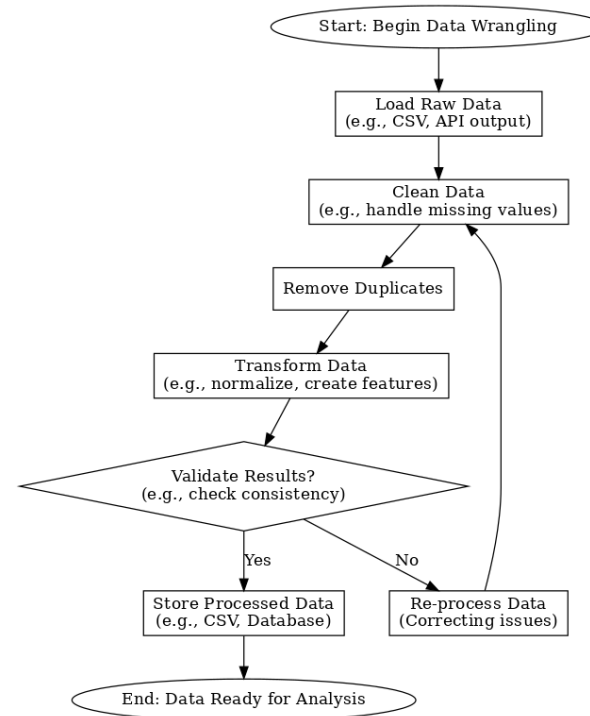 Start: Begin Data Wrangling
Load Raw Data
(e.g., CSV, API output)
Clean Data
(e.g., handle missing values)
Remove Duplicates
Transform Data
(e.g., normalize, create features)
Validate Results?
(e.g., check consistency)
Yes
No
Store Processed Data
(e.g., CSV, Database)
Re-process Data
(Correcting issues)
End: Data Ready for Analysis